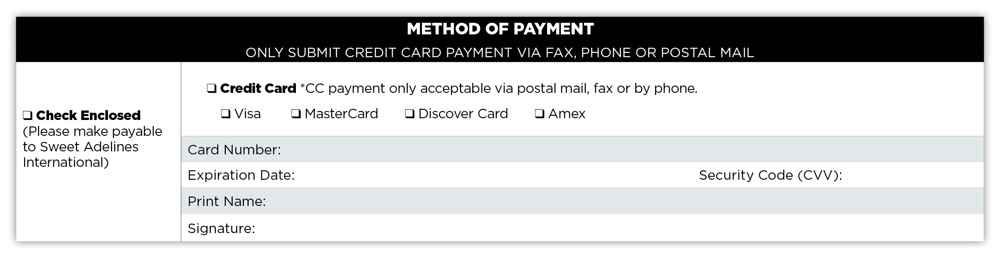 METHOD OF PAYMENT
ONLY SUBMIT CREDIT CARD PAYMENT VIA FAX, PHONE OR POSTAL MAIL
❑ Check Enclosed
(Please make payable
to Sweet Adelines
International)
❑ Credit Card *CC payment only acceptable via postal mail, fax or by phone.
❑ Visa ❑ MasterCard ❑ Discover Card ❑ Amex
Card Number:
Expiration Date: Security Code (CVV):
Print Name:
Signature: